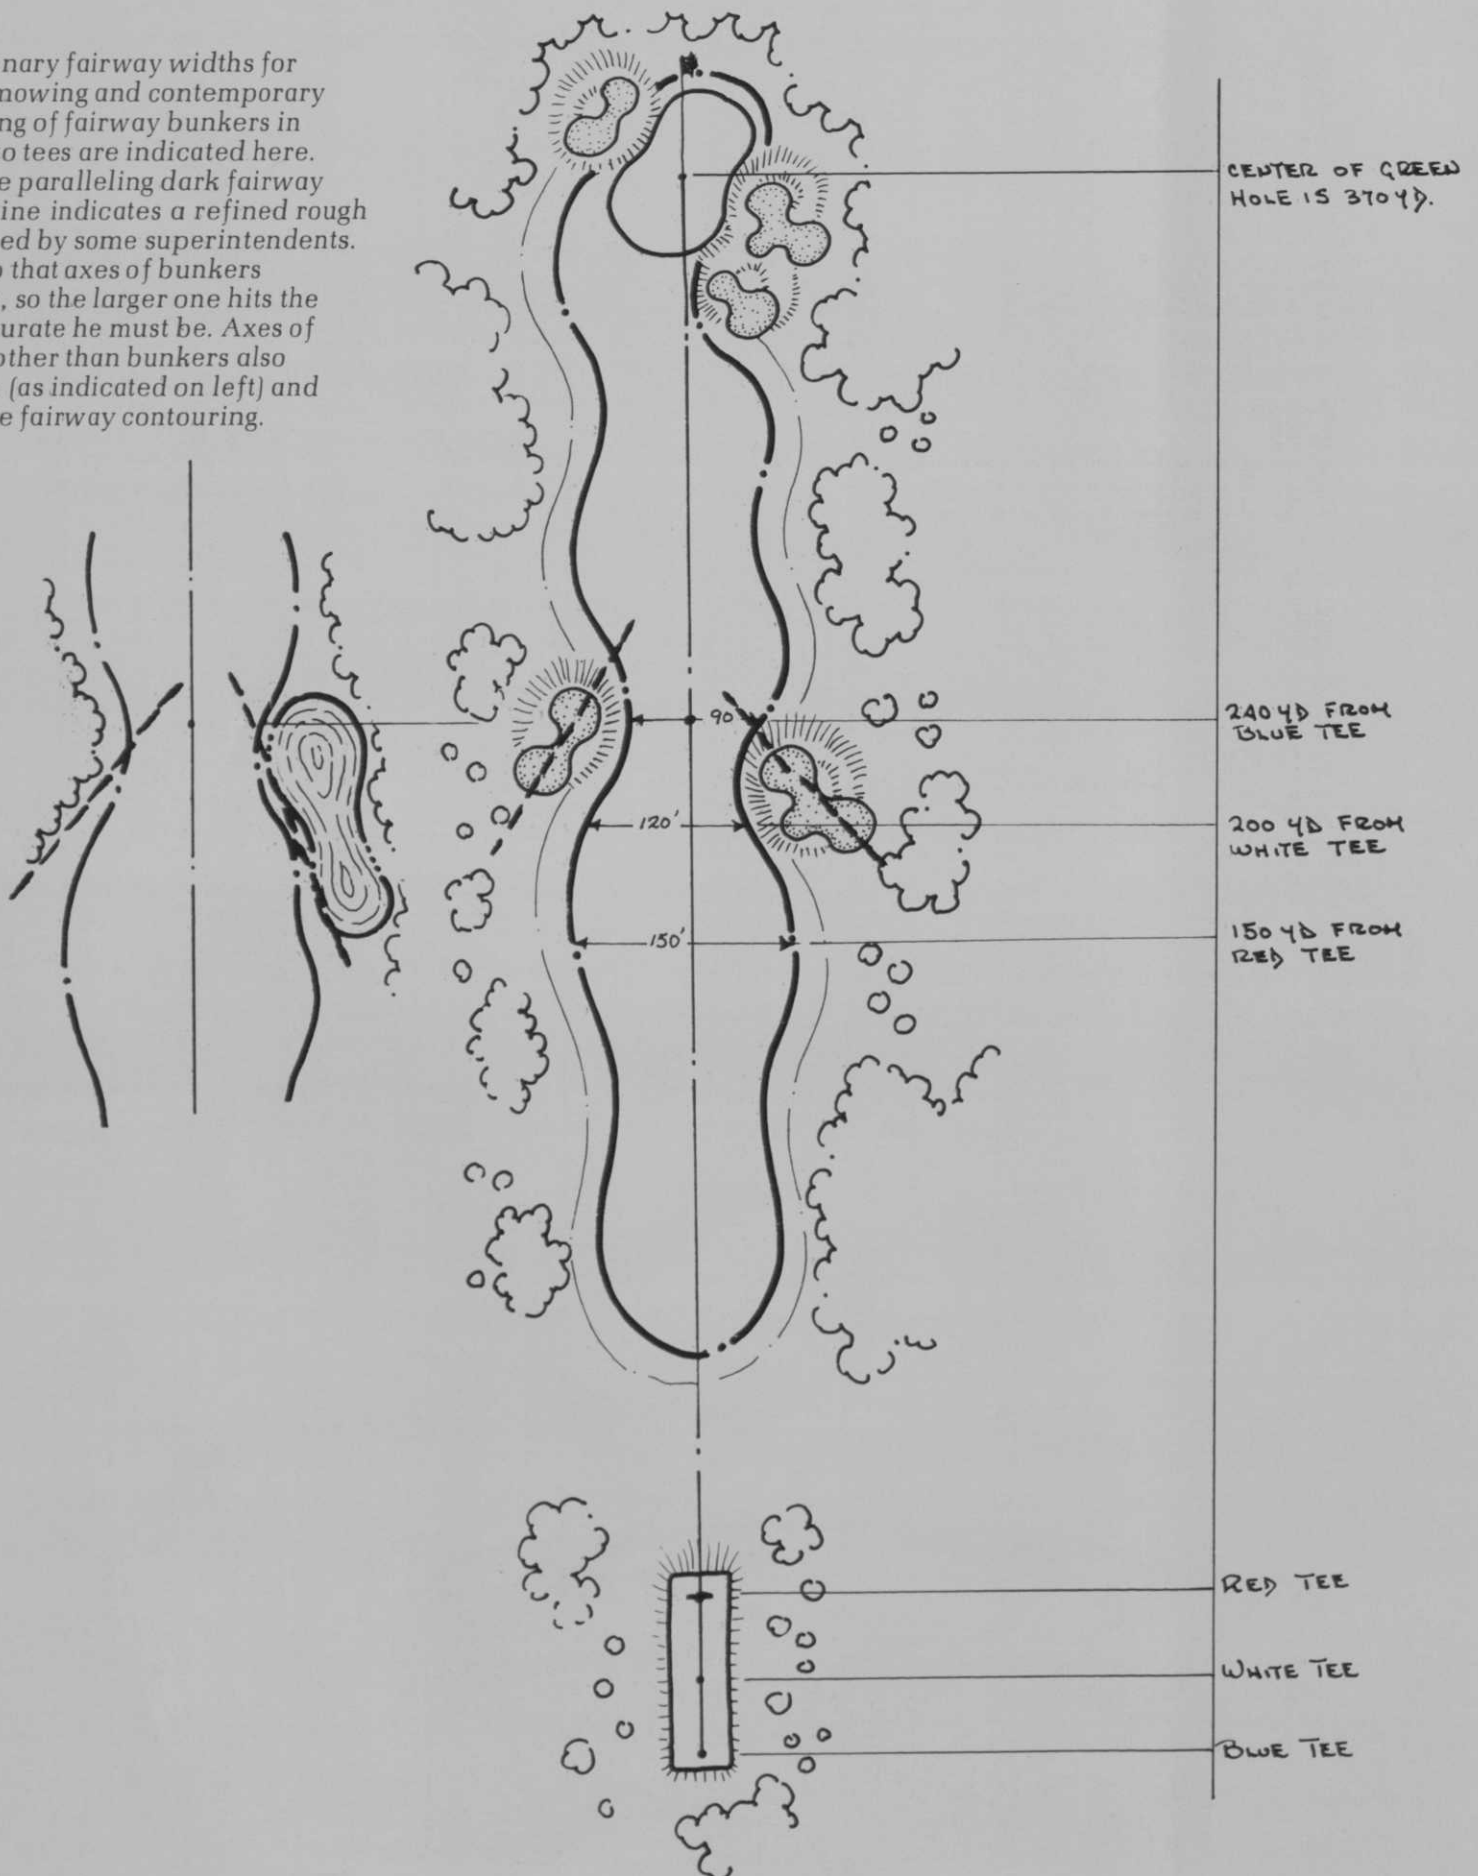 nary fairway widths for
nowing and contemporary
ng of fairway bunkers in
o tees are indicated here.
e paralleling dark fairway
ine indicates a refined rough
ed by some superintendents.
o that axes of bunkers
, so the larger one hits the
urate he must be. Axes of
other than bunkers also
(as indicated on left) and
e fairway contouring.
CENTER OF GREEN
HOLE IS 370 YD.
90
240 YD FROM
BLUE TEE
120'
200 YD FROM
WHITE TEE
150'
150 YD FROM
RED TEE
RED TEE
WHITE TEE
BLUE TEE